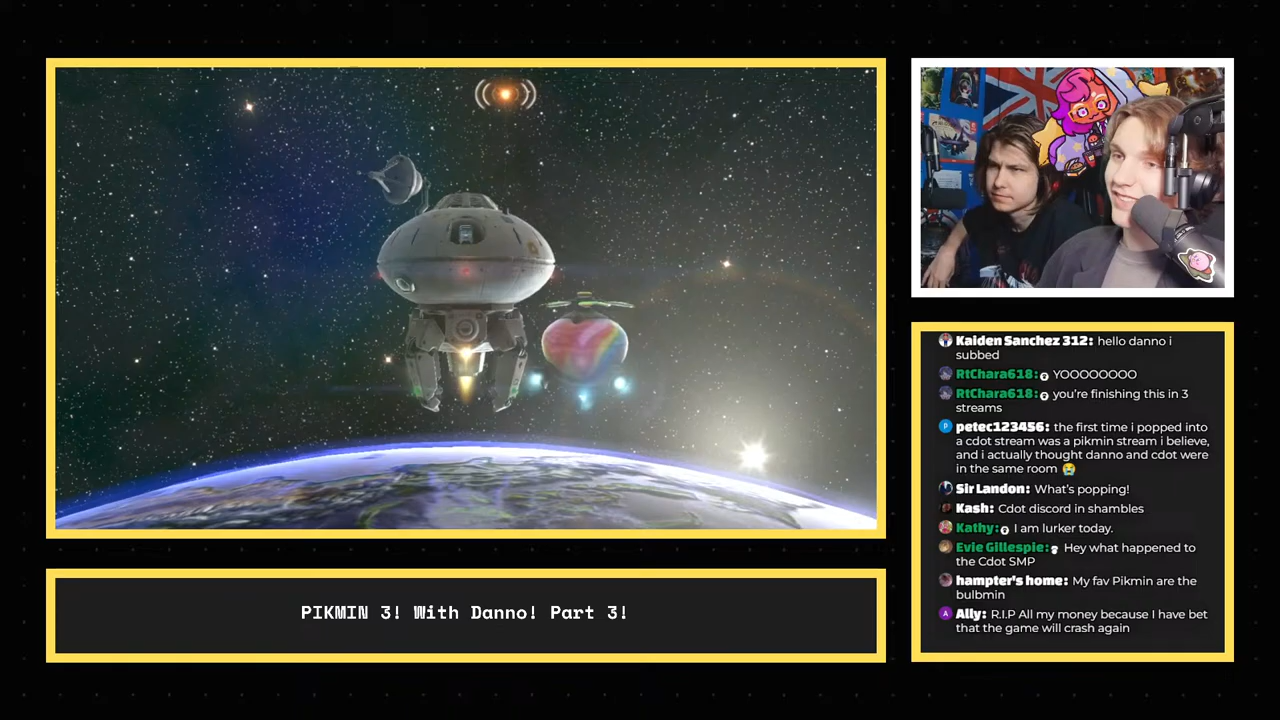 Kaiden Sanchez 312: hello danno i
subbed
RtChara618: YOOOOOOOO
RtChara618: you're finishing this in 3
streams
petec123456: the first time i popped into
a cdot stream was a pikmin stream i believe,
and i actually thought danno and cdot were
in the same room 😭
Sir Landon: What's popping!
Kash: Cdot discord in shambles
Kathy: I am lurker today.
Evie Gillespie: Hey what happened to
the Cdot SMP
hampter's home: My fav Pikmin are the
bulbmin
Ally: R.I.P All my money because I have bet
that the game will crash again
PIKMIN 3! With Danno! Part 3!